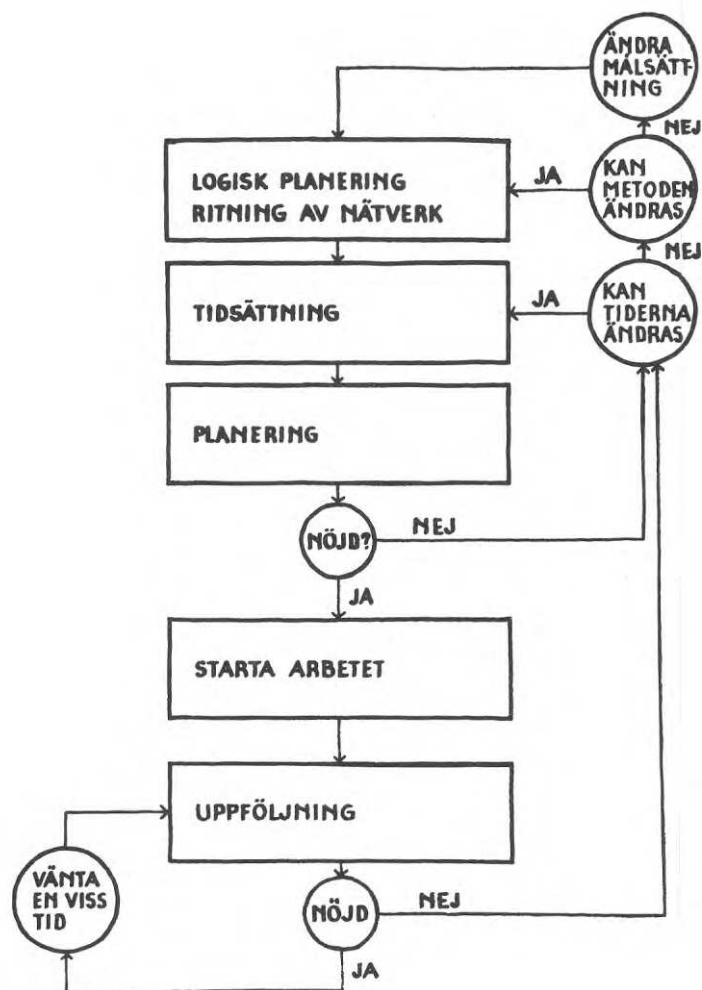 ÄNDRA
MÅLSÄTT-
NING
NEJ
KAN
METODEN
ÄNDRAS
JA
LOGISK PLANERING
RITNING AV NÄTVERK
NEJ
KAN
TIDERNA
ÄNDRAS
JA
TIDSÄTTNING
PLANERING
NÖJD?
NEJ
JA
STARTA ARBETET
UPPFÖLJNING
VÄNTA
EN VISS
TID
NÖJD
NEJ
JA